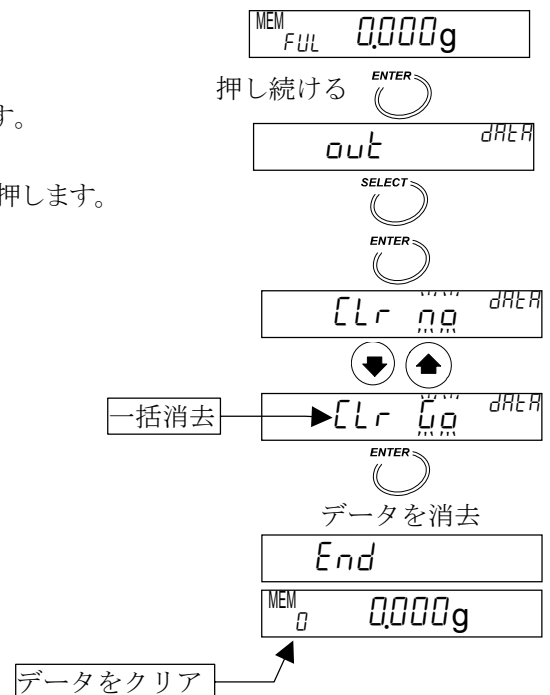 MEM
FUL 0.000g
押し続ける ENTER
す。
out dAtA
押します。
SELECT
ENTER
CLr no dAtA
一括消去 CLr Go dAtA
ENTER
データを消去
End
MEM
0 0.000g
データをクリア